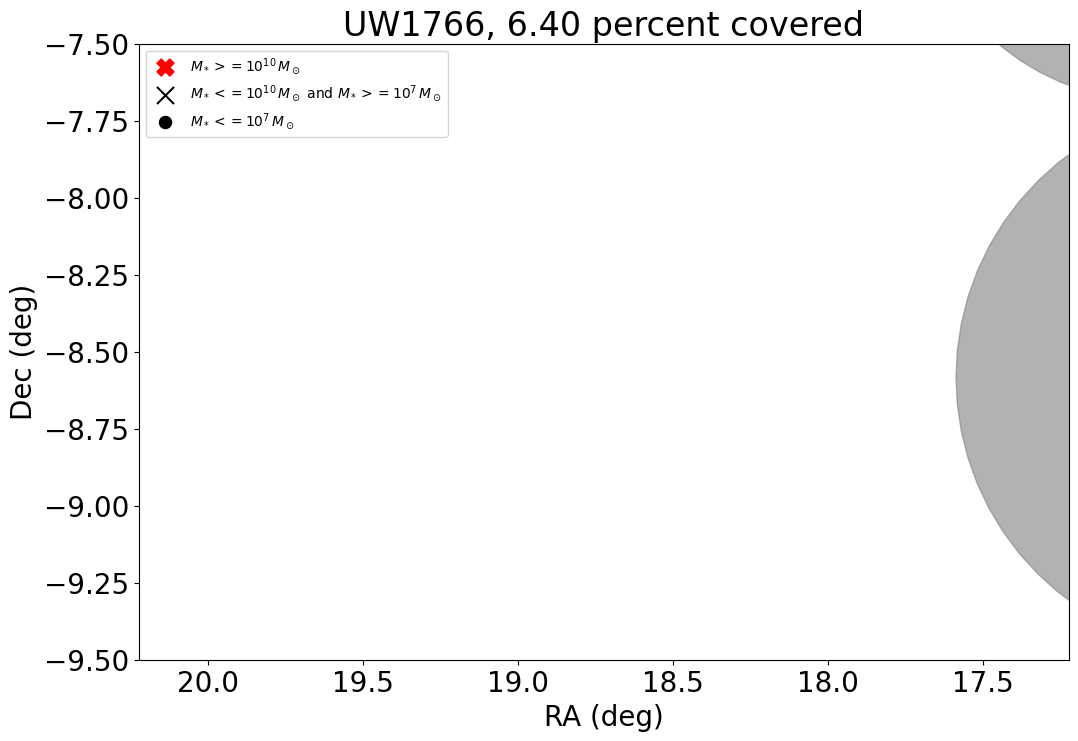 UW1766, 6.40 percent covered
−7.50
−7.75
−8.00
−8.25
−8.50
−8.75
−9.00
−9.25
−9.50
Dec (deg)
M* >= 10^10 M⊙
M* <= 10^10 M⊙ and M* >= 10^7 M⊙
M* <= 10^7 M⊙
20.0 19.5 19.0 18.5 18.0 17.5
RA (deg)